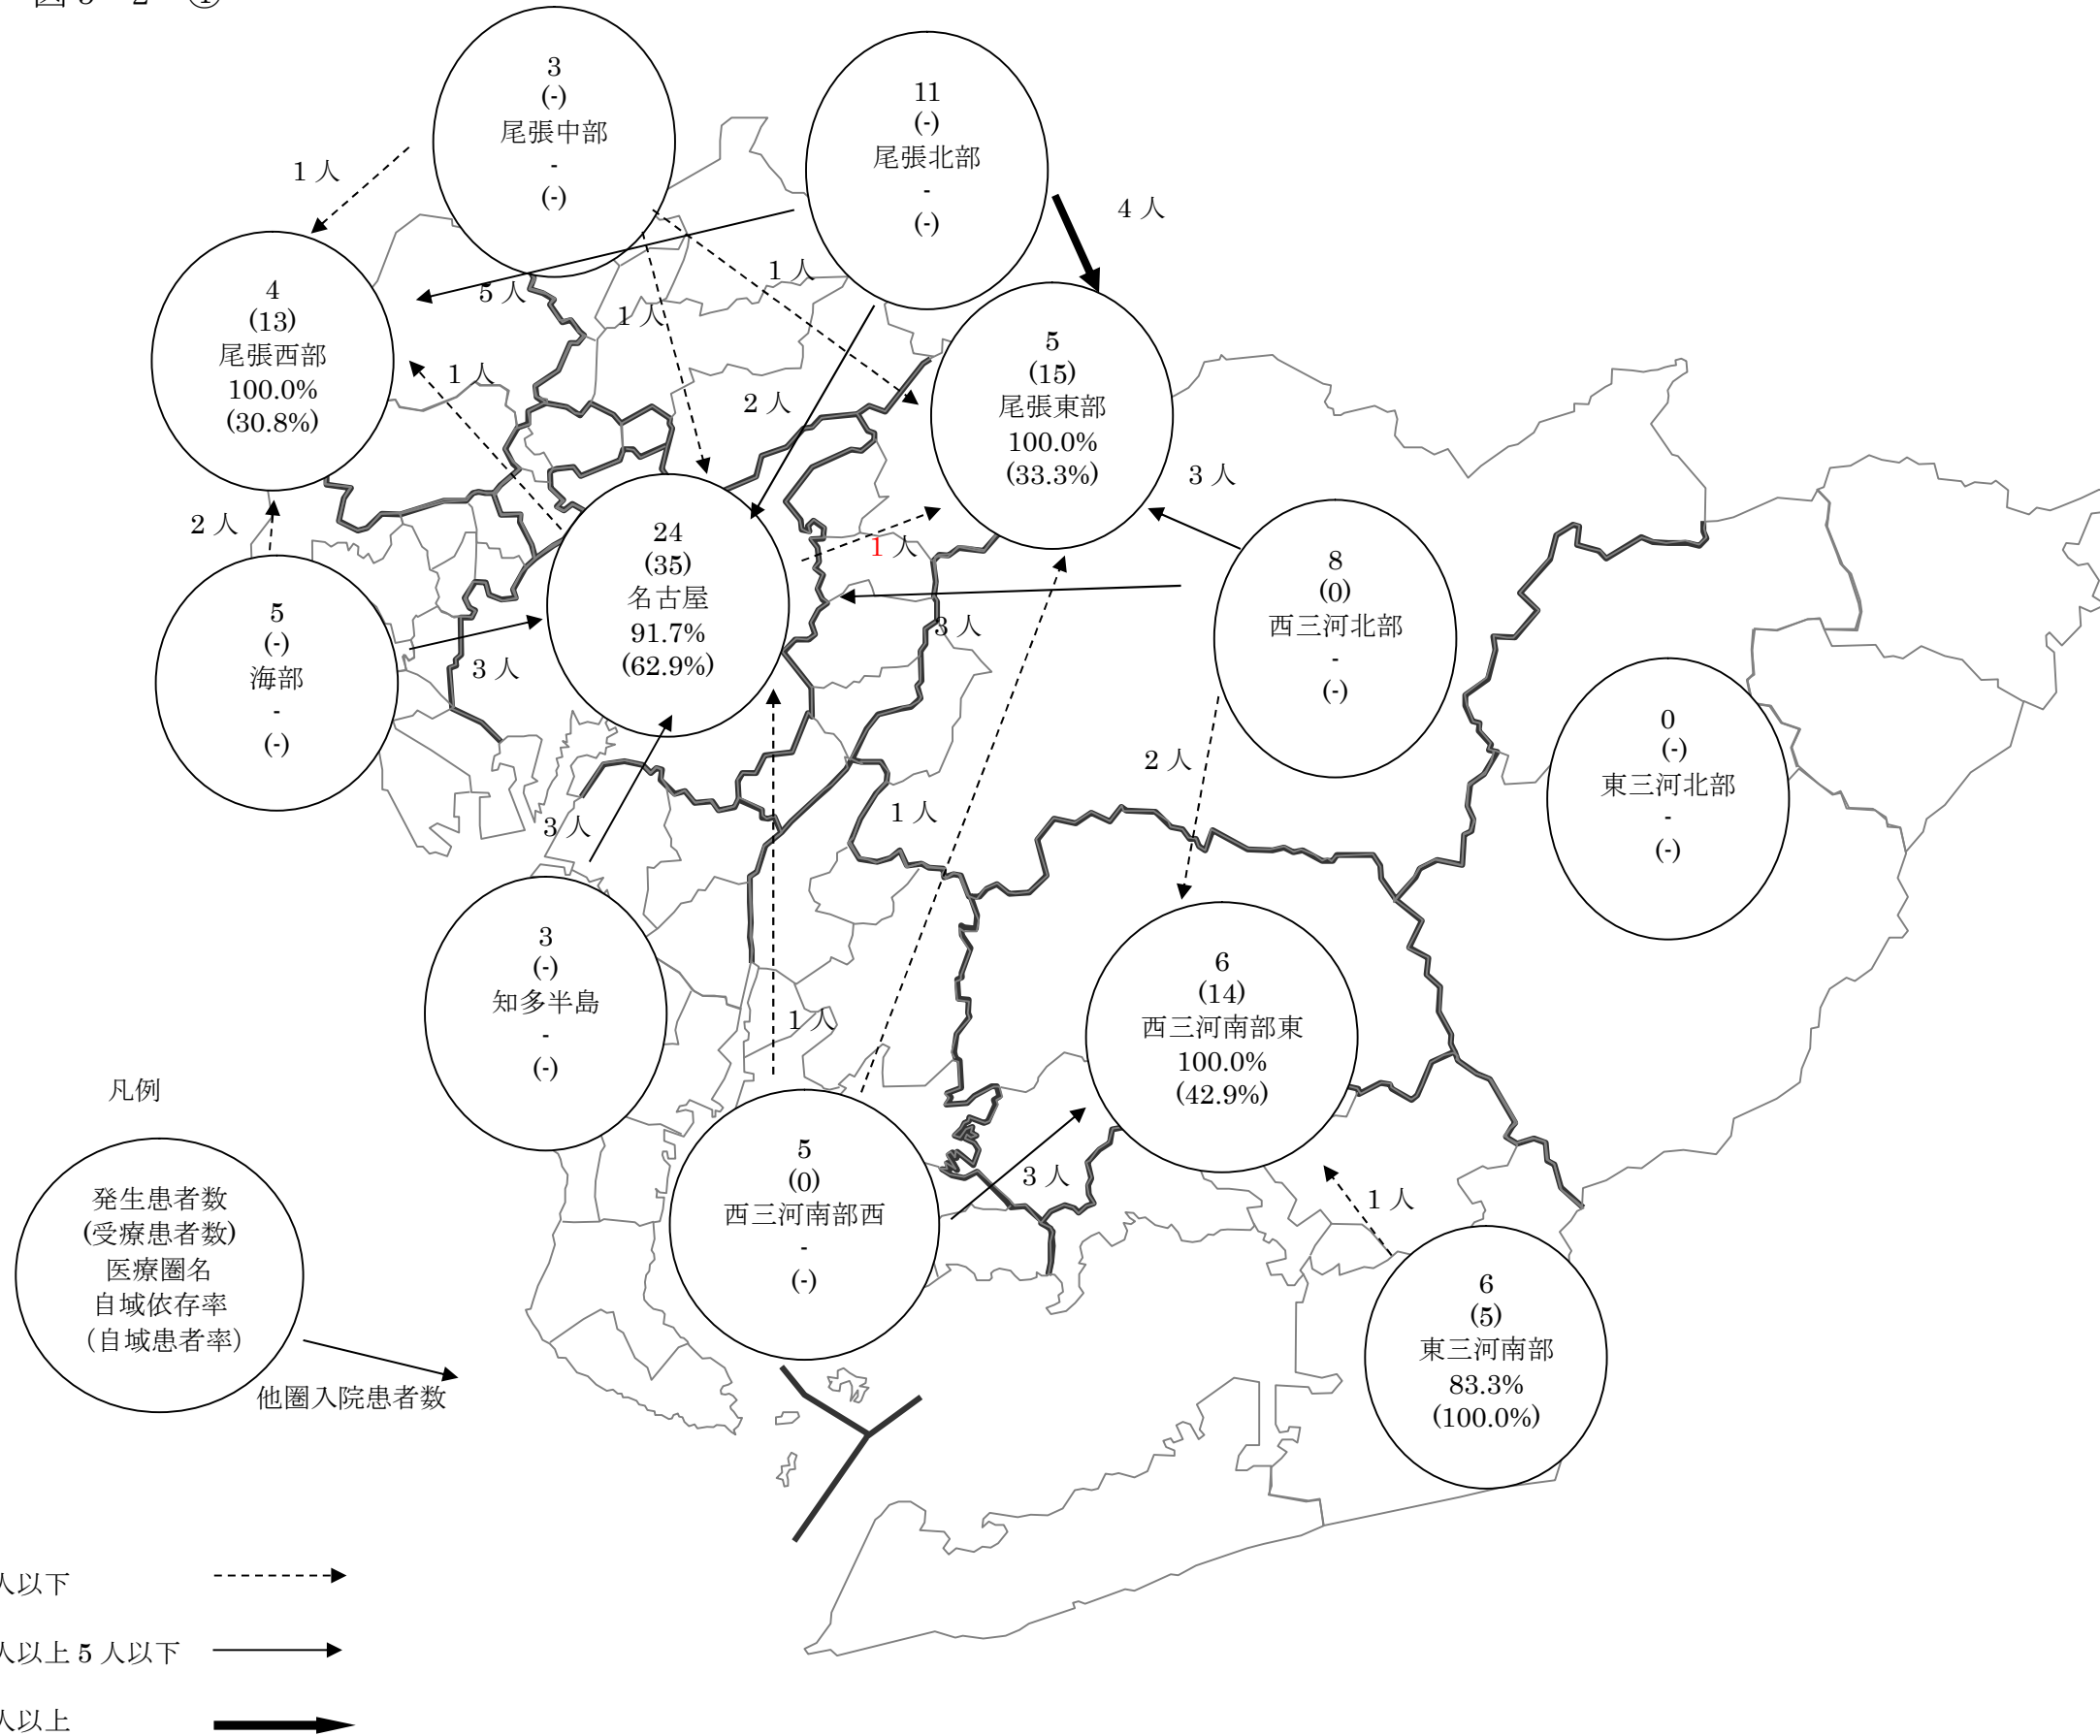 3
(-)
尾張中部
-
(-)
11
(-)
尾張北部
-
(-)
1 人
4 人
5 人
1 人
1 人
4
(13)
尾張西部
100.0%
(30.8%)
1 人
2 人
5
(15)
尾張東部
100.0%
(33.3%)
3 人
2 人
24
(35)
名古屋
91.7%
(62.9%)
1 人
8
(0)
西三河北部
-
(-)
5
(-)
海部
-
(-)
3 人
3 人
0
(-)
東三河北部
-
(-)
2 人
3 人
1 人
3
(-)
知多半島
-
(-)
1 人
6
(14)
西三河南部東
100.0%
(42.9%)
凡例
発生患者数
(受療患者数)
医療圏名
自域依存率
（自域患者率）
他圏入院患者数
5
(0)
西三河南部西
-
(-)
3 人
1 人
6
(5)
東三河南部
83.3%
(100.0%)
人以下
人以上 5 人以下
人以上